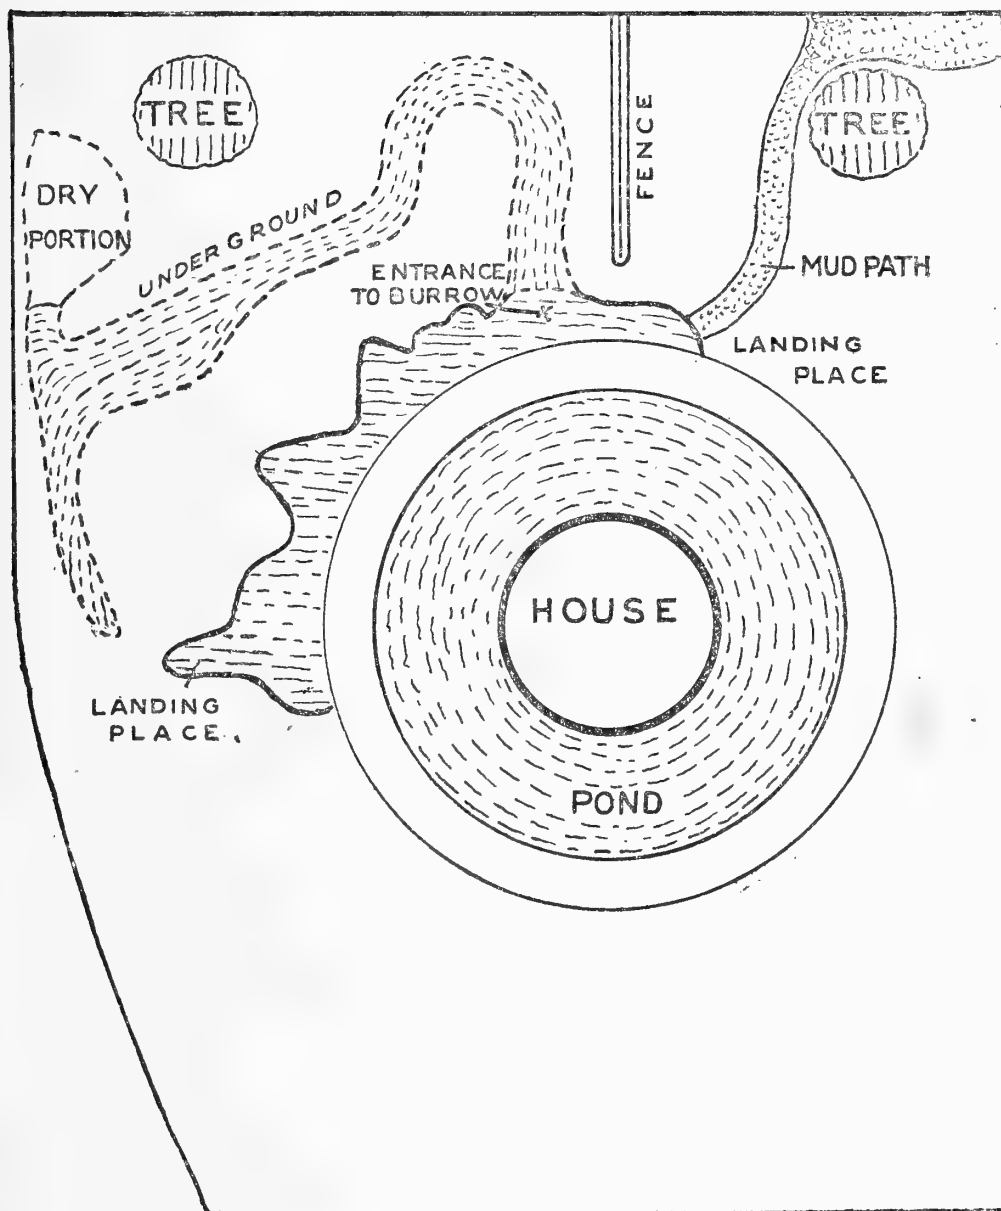 TREE
FENCE
TREE
DRY
PORTION
UNDERGROUND
ENTRANCE
TO BURROW
MUD PATH
LANDING
PLACE
HOUSE
LANDING
PLACE.
POND